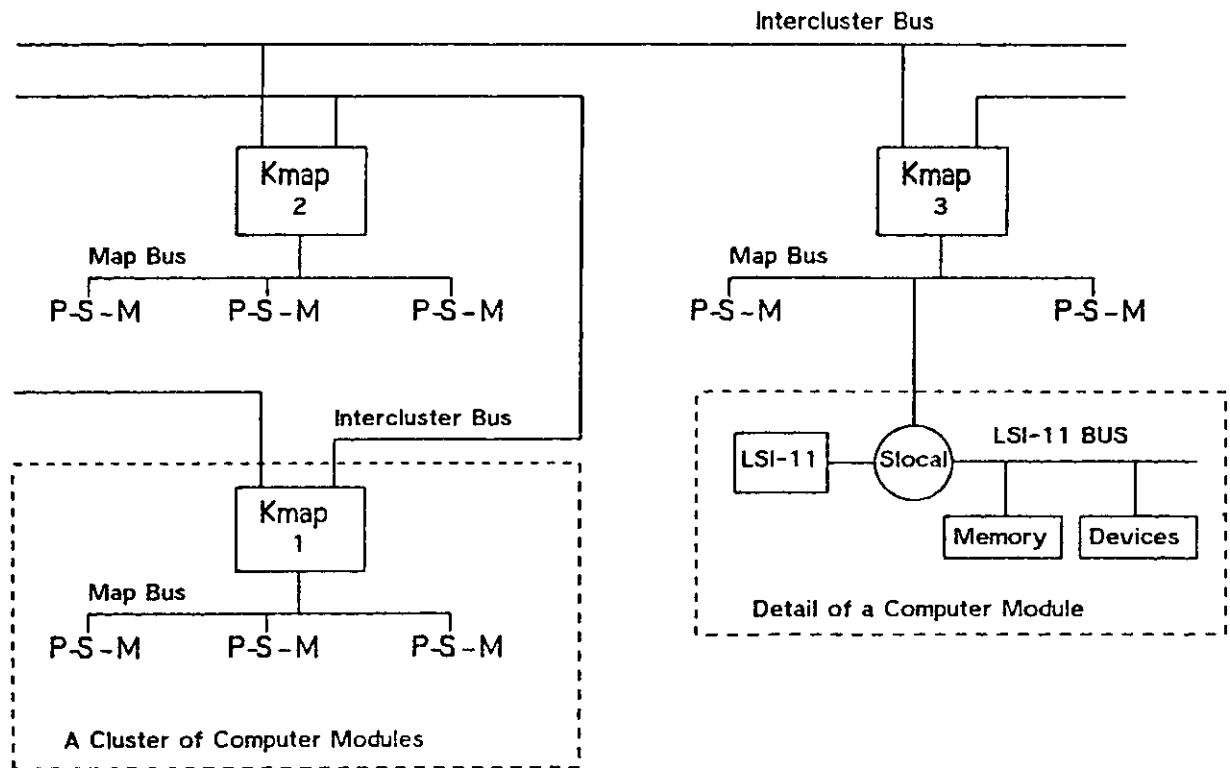 Intercluster Bus
Kmap
2
Kmap
3
Map Bus
Map Bus
P-S-M P-S-M P-S-M
P-S-M P-S-M
Intercluster Bus
LSI-11 BUS
LSI-11
Slocal
Kmap
1
Memory
Devices
Map Bus
Detail of a Computer Module
P-S-M P-S-M P-S-M
A Cluster of Computer Modules